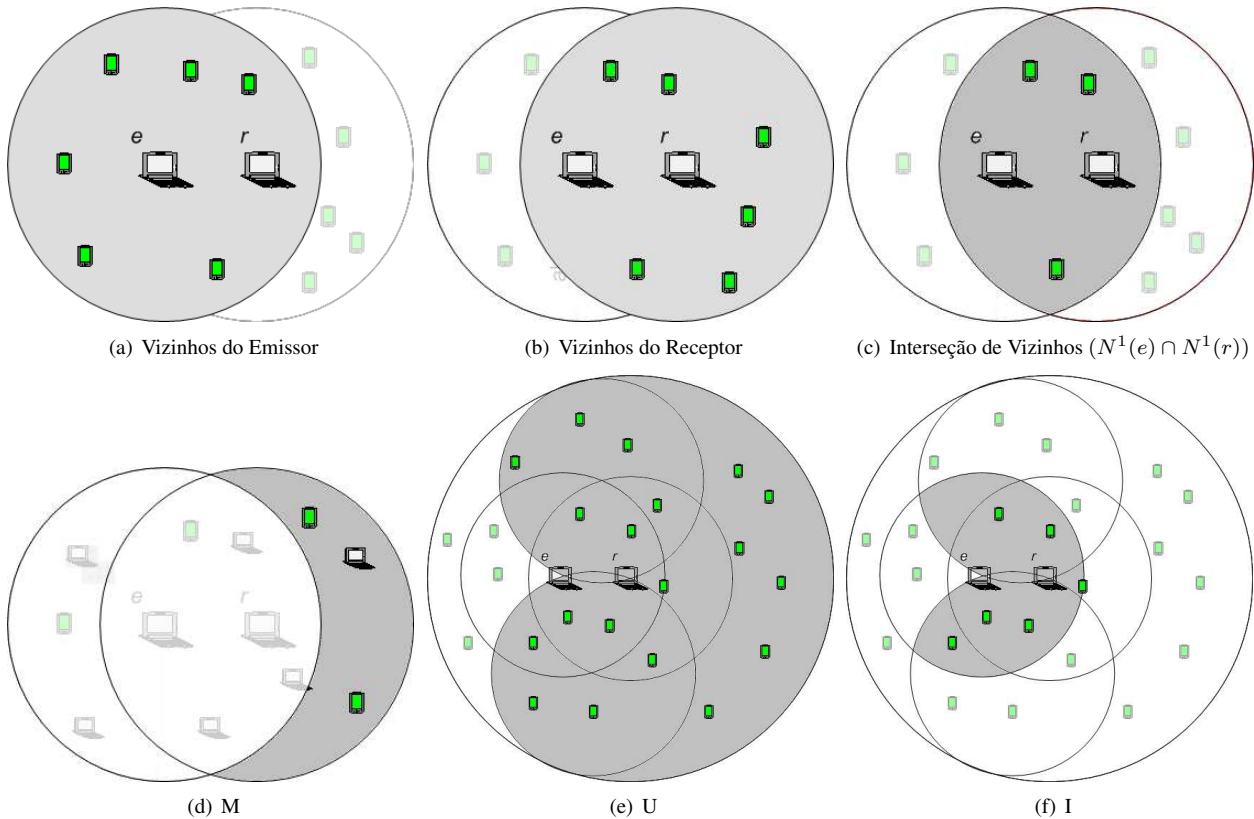 e r
e r
e r
(a) Vizinhos do Emissor
(b) Vizinhos do Receptor
(c) Interseção de Vizinhos (N¹(e) ∩ N¹(r))
e r
e r
e r
(d) M
(e) U
(f) I